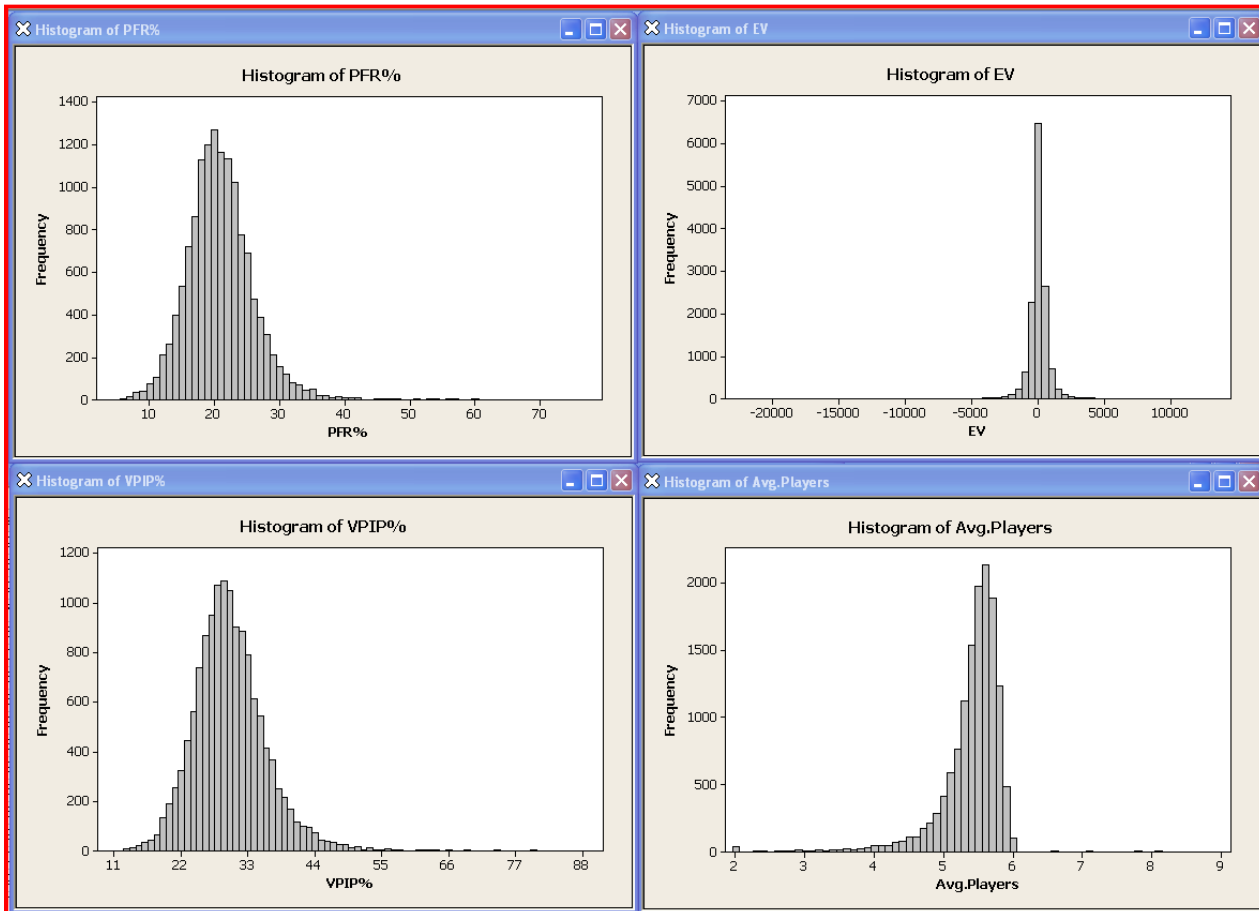 Histogram of PFR%
Histogram of PFR%
1400
1200
1000
800
600
400
200
0
Frequency
10 20 30 40 50 60 70
PFR%
Histogram of EV
Histogram of EV
7000
6000
5000
4000
3000
2000
1000
0
Frequency
-20000 -15000 -10000 -5000 0 5000 10000
EV
Histogram of VPIP%
Histogram of VPIP%
1200
1000
800
600
400
200
0
Frequency
11 22 33 44 55 66 77 88
VPIP%
Histogram of Avg.Players
Histogram of Avg.Players
2000
1500
1000
500
0
Frequency
2 3 4 5 6 7 8 9
Avg.Players